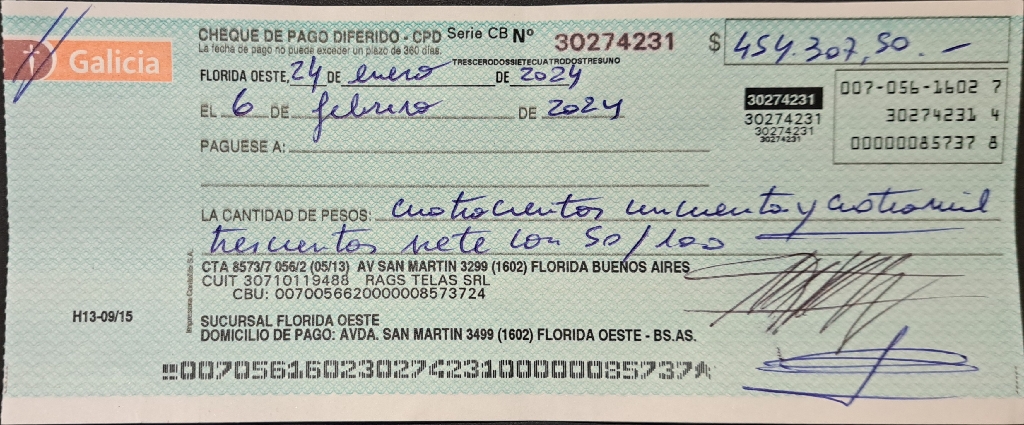 Galicia
CHEQUE DE PAGO DIFERIDO - CPD Serie CB Nº 30274231 $ 454.307,50.-
La fecha de pago no puede exceder un plazo de 360 días.
TRESCERODOSSIETECUATRODOSTRESUNO
FLORIDA OESTE, 24 DE enero DE 2024
EL 6 DE febrero DE 2024
30274231
30274231
30274231
30274231
007-056-1602 7
30274231 4
00000085737 8
PAGUESE A:
LA CANTIDAD DE PESOS: cuatrocientos cincuenta y cuatro mil
trescientos siete con 50/100
CTA 8573/7 056/2 (05/13) AV SAN MARTIN 3299 (1602) FLORIDA BUENOS AIRES
CUIT 30710119488 RAGS TELAS SRL
CBU: 0070056620000008573724
H13-09/15
SUCURSAL FLORIDA OESTE
DOMICILIO DE PAGO: AVDA. SAN MARTIN 3499 (1602) FLORIDA OESTE - BS.AS.
00705616023027423100000085737